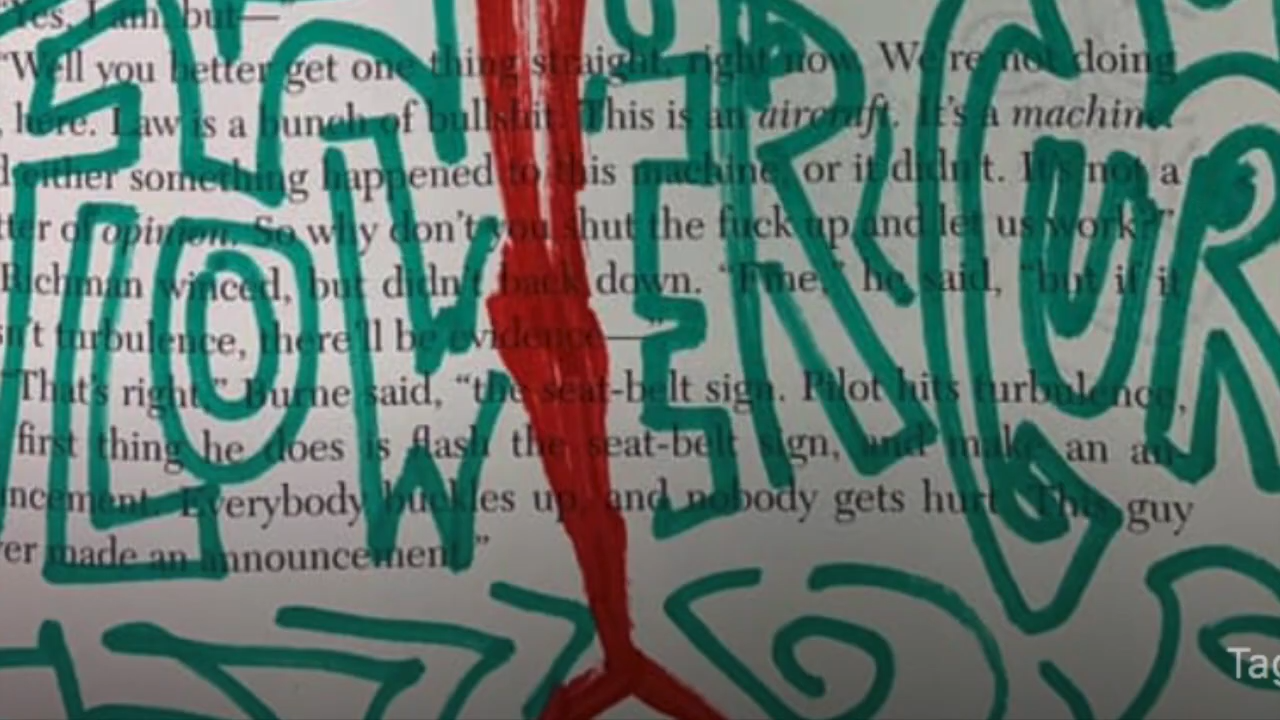 "Yes. I am, but—"
"Well you better get one thing straight, right now. We're not doing
, here. Law is a bunch of bullshit. This is an aircraft. It's a machine.
d either something happened to this machine, or it didn't. It's not a
tter of opinion. So why don't you shut the fuck up and let us work?"
Richman winced, but didn't back down. "Fine," he said, "but if it
sn't turbulence, there'll be evidence—"
"That's right," Burne said, "the seat-belt sign. Pilot hits turbulence,
first thing he does is flash the seat-belt sign, and make an an-
ncement. Everybody buckles up, and nobody gets hurt. This guy
er made an announcement."
Tag